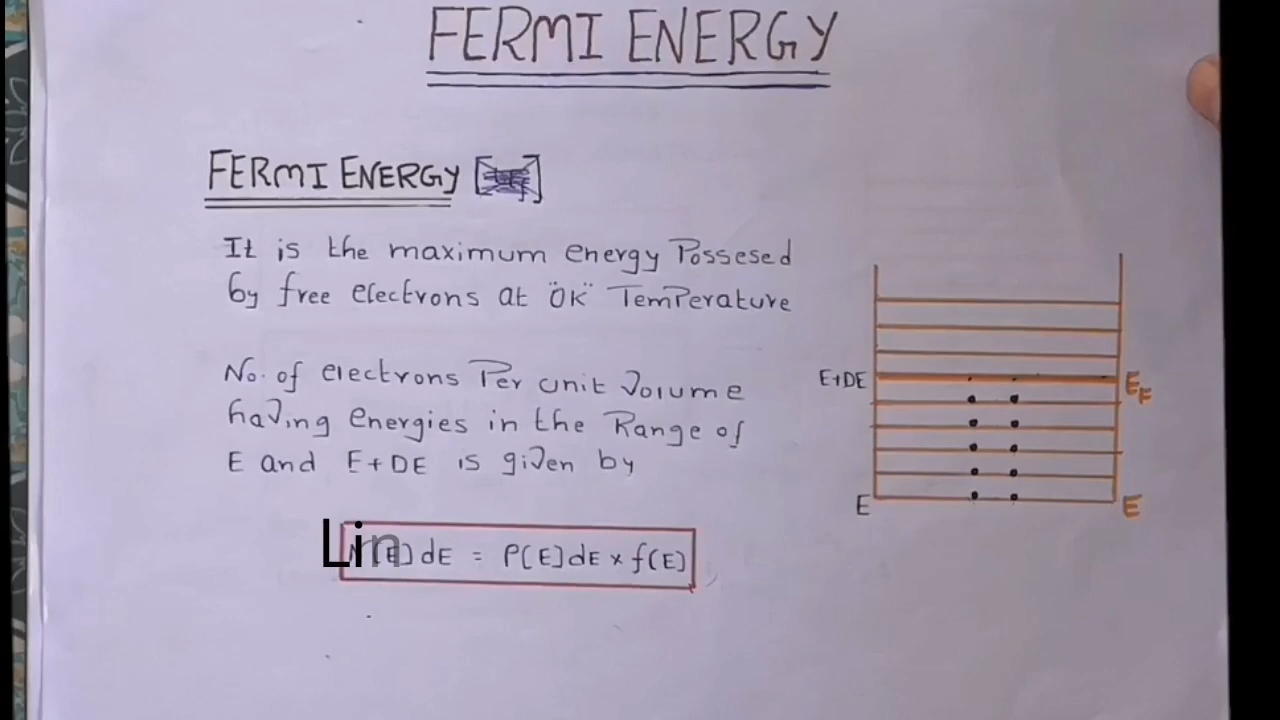 FERMI ENERGY
FERMI ENERGY
It is the maximum energy Possesed
by free electrons at "0K" Temperature
No. of electrons Per unit Volume
having energies in the Range of
E and E+DE is given by
Lin
(E) dE = P(E)dE x f(E)
E+DE
EF
E
E